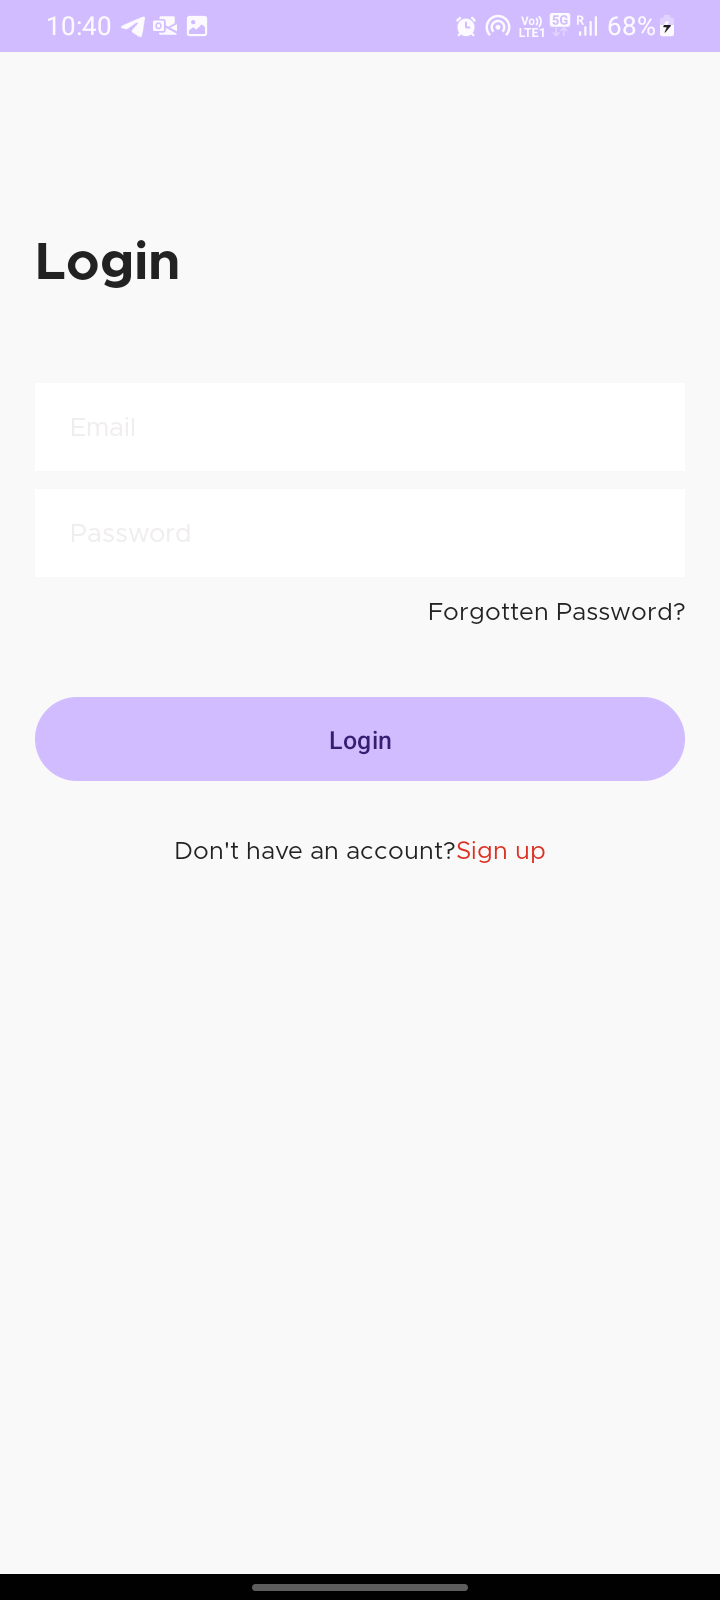 10:40 Vo)) LTE1 5G R 68%
Login
Email
Password
Forgotten Password?
Login
Don't have an account?Sign up